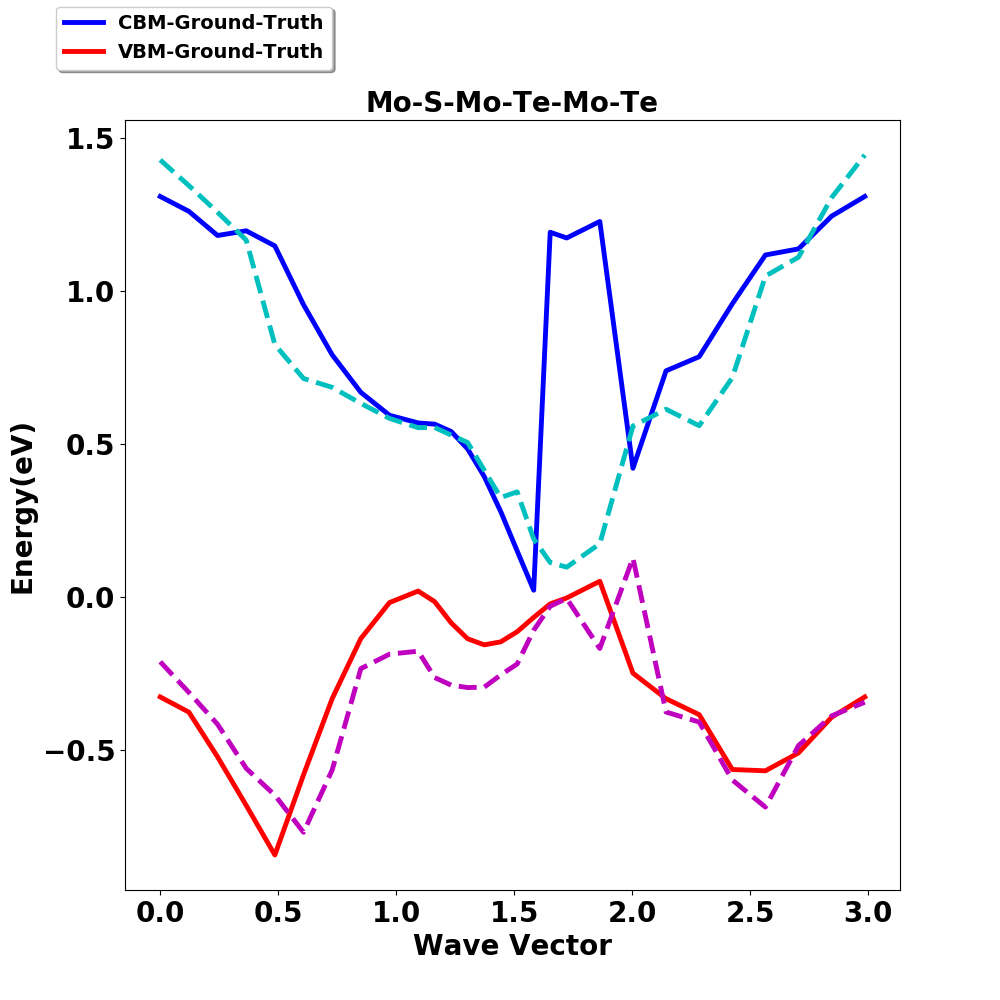 CBM-Ground-Truth
VBM-Ground-Truth
Mo-S-Mo-Te-Mo-Te
1.5
1.0
0.5
0.0
−0.5
Energy(eV)
0.0 0.5 1.0 1.5 2.0 2.5 3.0
Wave Vector